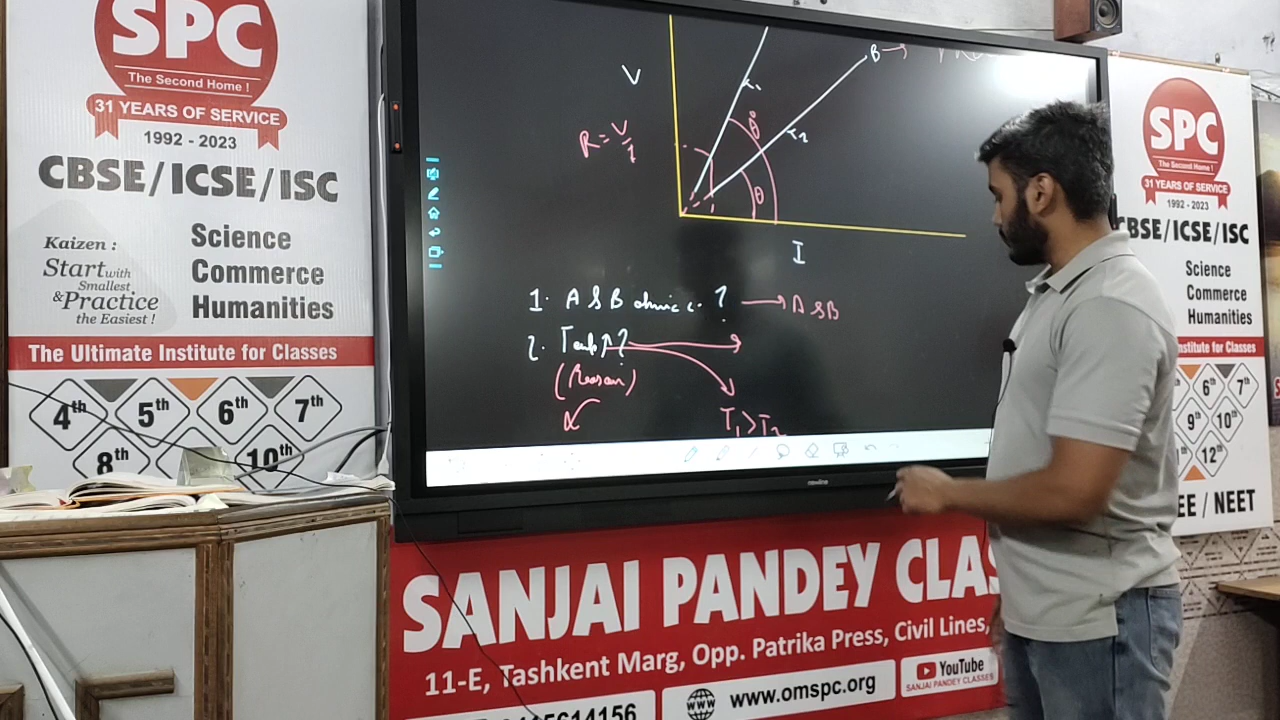 SPC
The Second Home !
31 YEARS OF SERVICE
1992 - 2023
CBSE/ICSE/ISC
Kaizen :
Start with
Smallest
& Practice
the Easiest !
Science
Commerce
Humanities
The Ultimate Institute for Classes
4th 5th 6th 7th
8th 10th
V
R = V/I
B →
θ
I
1. A & B ohmic ? → A & B
2. Temp ?
(Reason)
T1 > T2
SANJAI PANDEY CLAS
11-E, Tashkent Marg, Opp. Patrika Press, Civil Lines,
www.omspc.org
YouTube
SANJAI PANDEY CLASSES
SPC
The Second Home !
31 YEARS OF SERVICE
1992 - 2023
CBSE/ICSE/ISC
Science
Commerce
Humanities
nstitute for Classes
6th 7th
9th 10th
12th
EE / NEET